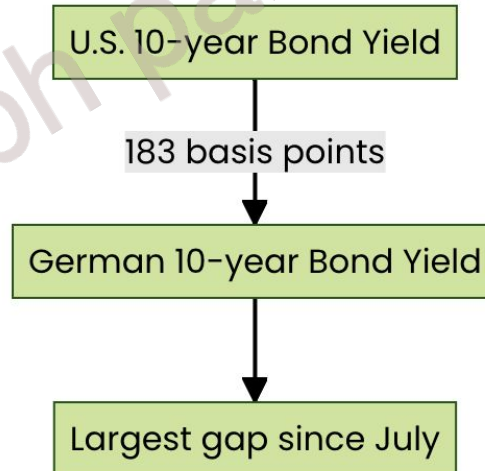 U.S. 10-year Bond Yield
183 basis points
German 10-year Bond Yield
Largest gap since July